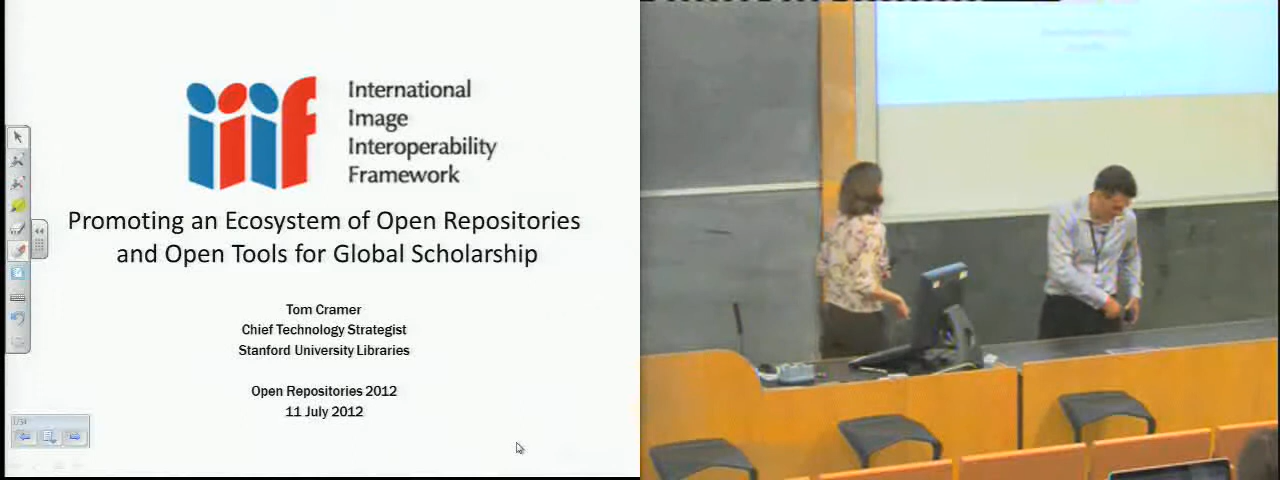 iiif
International
Image
Interoperability
Framework
Promoting an Ecosystem of Open Repositories
and Open Tools for Global Scholarship
Tom Cramer
Chief Technology Strategist
Stanford University Libraries
Open Repositories 2012
11 July 2012